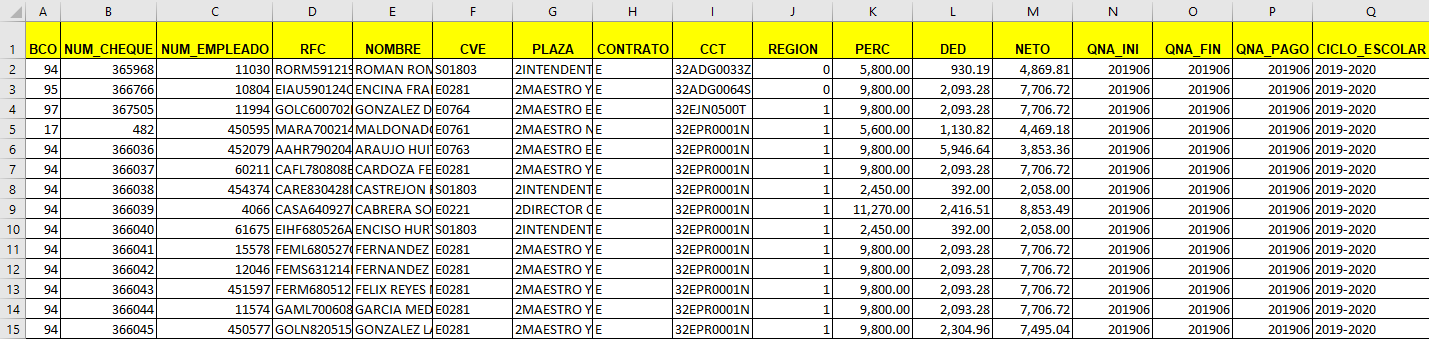 A B C D E F G H I J K L M N O P Q
1 BCO NUM_CHEQUE NUM_EMPLEADO RFC NOMBRE CVE PLAZA CONTRATO CCT REGION PERC DED NETO QNA_INI QNA_FIN QNA_PAGO CICLO_ESCOLAR
2 94 365968 11030 RORM591219 ROMAN ROM S01803 2INTENDENT E 32ADG0033Z 0 5,800.00 930.19 4,869.81 201906 201906 201906 2019-2020
3 95 366766 10804 EIAU590124C ENCINA FRA E0281 2MAESTRO Y E 32ADG0064S 0 9,800.00 2,093.28 7,706.72 201906 201906 201906 2019-2020
4 97 367505 11994 GOLC600702 GONZALEZ D E0764 2MAESTRO E E 32EJN0500T 1 9,800.00 2,093.28 7,706.72 201906 201906 201906 2019-2020
5 17 482 450595 MARA700214 MALDONADO E0761 2MAESTRO N E 32EPR0001N 1 5,600.00 1,130.82 4,469.18 201906 201906 201906 2019-2020
6 94 366036 452079 AAHR790204 ARAUJO HUI E0763 2MAESTRO E E 32EPR0001N 1 9,800.00 5,946.64 3,853.36 201906 201906 201906 2019-2020
7 94 366037 60211 CAFL780808 CARDOZA FE E0281 2MAESTRO Y E 32EPR0001N 1 9,800.00 2,093.28 7,706.72 201906 201906 201906 2019-2020
8 94 366038 454374 CARE830428 CASTREJON S01803 2INTENDENT E 32EPR0001N 1 2,450.00 392.00 2,058.00 201906 201906 201906 2019-2020
9 94 366039 4066 CASA640927 CABRERA SO E0221 2DIRECTOR C E 32EPR0001N 1 11,270.00 2,416.51 8,853.49 201906 201906 201906 2019-2020
10 94 366040 61675 EIHF680526A ENCISO HUR S01803 2INTENDENT E 32EPR0001N 1 2,450.00 392.00 2,058.00 201906 201906 201906 2019-2020
11 94 366041 15578 FEML680527 FERNANDEZ E0281 2MAESTRO Y E 32EPR0001N 1 9,800.00 2,093.28 7,706.72 201906 201906 201906 2019-2020
12 94 366042 12046 FEMS631214 FERNANDEZ E0281 2MAESTRO Y E 32EPR0001N 1 9,800.00 2,093.28 7,706.72 201906 201906 201906 2019-2020
13 94 366043 451597 FERM680512 FELIX REYES E0281 2MAESTRO Y E 32EPR0001N 1 9,800.00 2,093.28 7,706.72 201906 201906 201906 2019-2020
14 94 366044 11574 GAML700608 GARCIA MED E0281 2MAESTRO Y E 32EPR0001N 1 9,800.00 2,093.28 7,706.72 201906 201906 201906 2019-2020
15 94 366045 450577 GOLN820515 GONZALEZ LA E0281 2MAESTRO Y E 32EPR0001N 1 9,800.00 2,304.96 7,495.04 201906 201906 201906 2019-2020